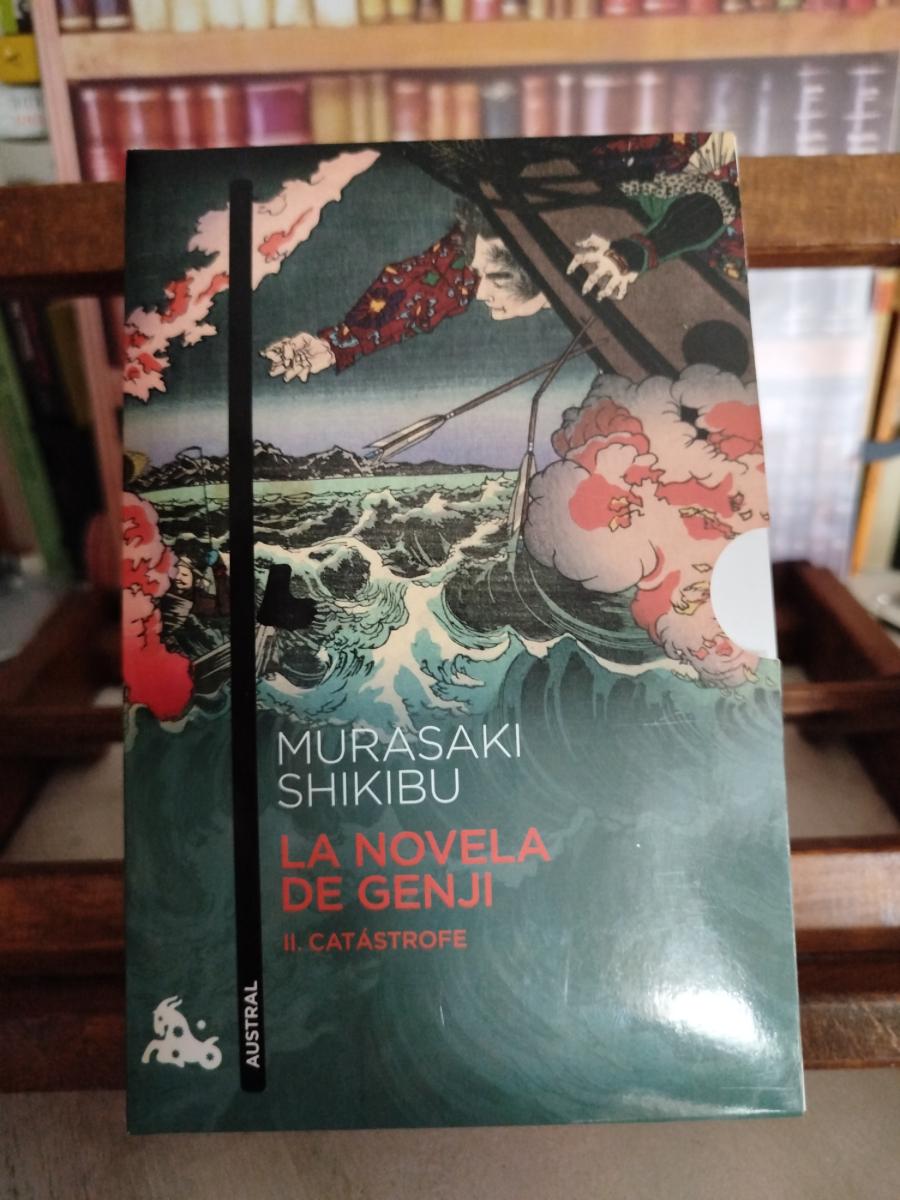 MURASAKI
SHIKIBU
LA NOVELA
DE GENJI
II. CATÁSTROFE
AUSTRAL